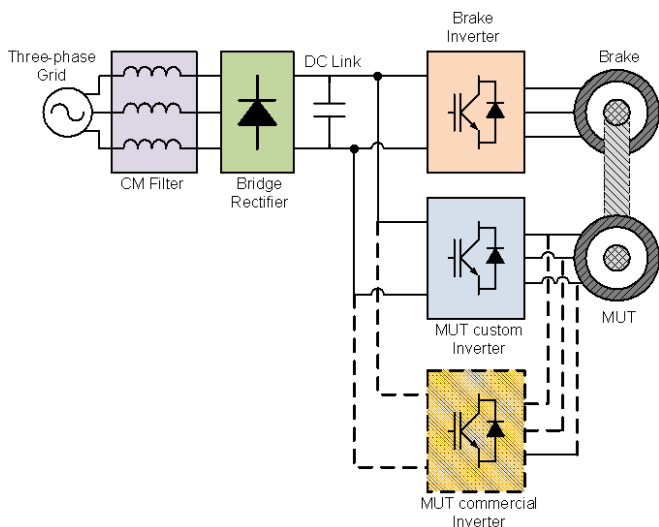 Three-phase
Grid
CM Filter
Bridge
Rectifier
DC Link
Brake
Inverter
Brake
MUT custom
Inverter
MUT
MUT commercial
Inverter